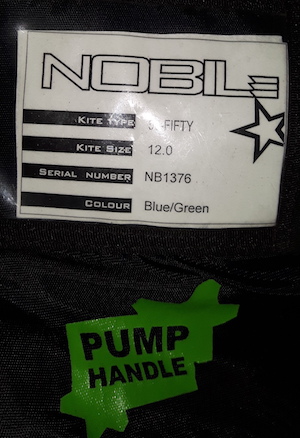 NOBILE
KITE TYPE -FIFTY
KITE SIZE 12.0
SERIAL NUMBER NB1376
COLOUR Blue/Green
PUMP
HANDLE